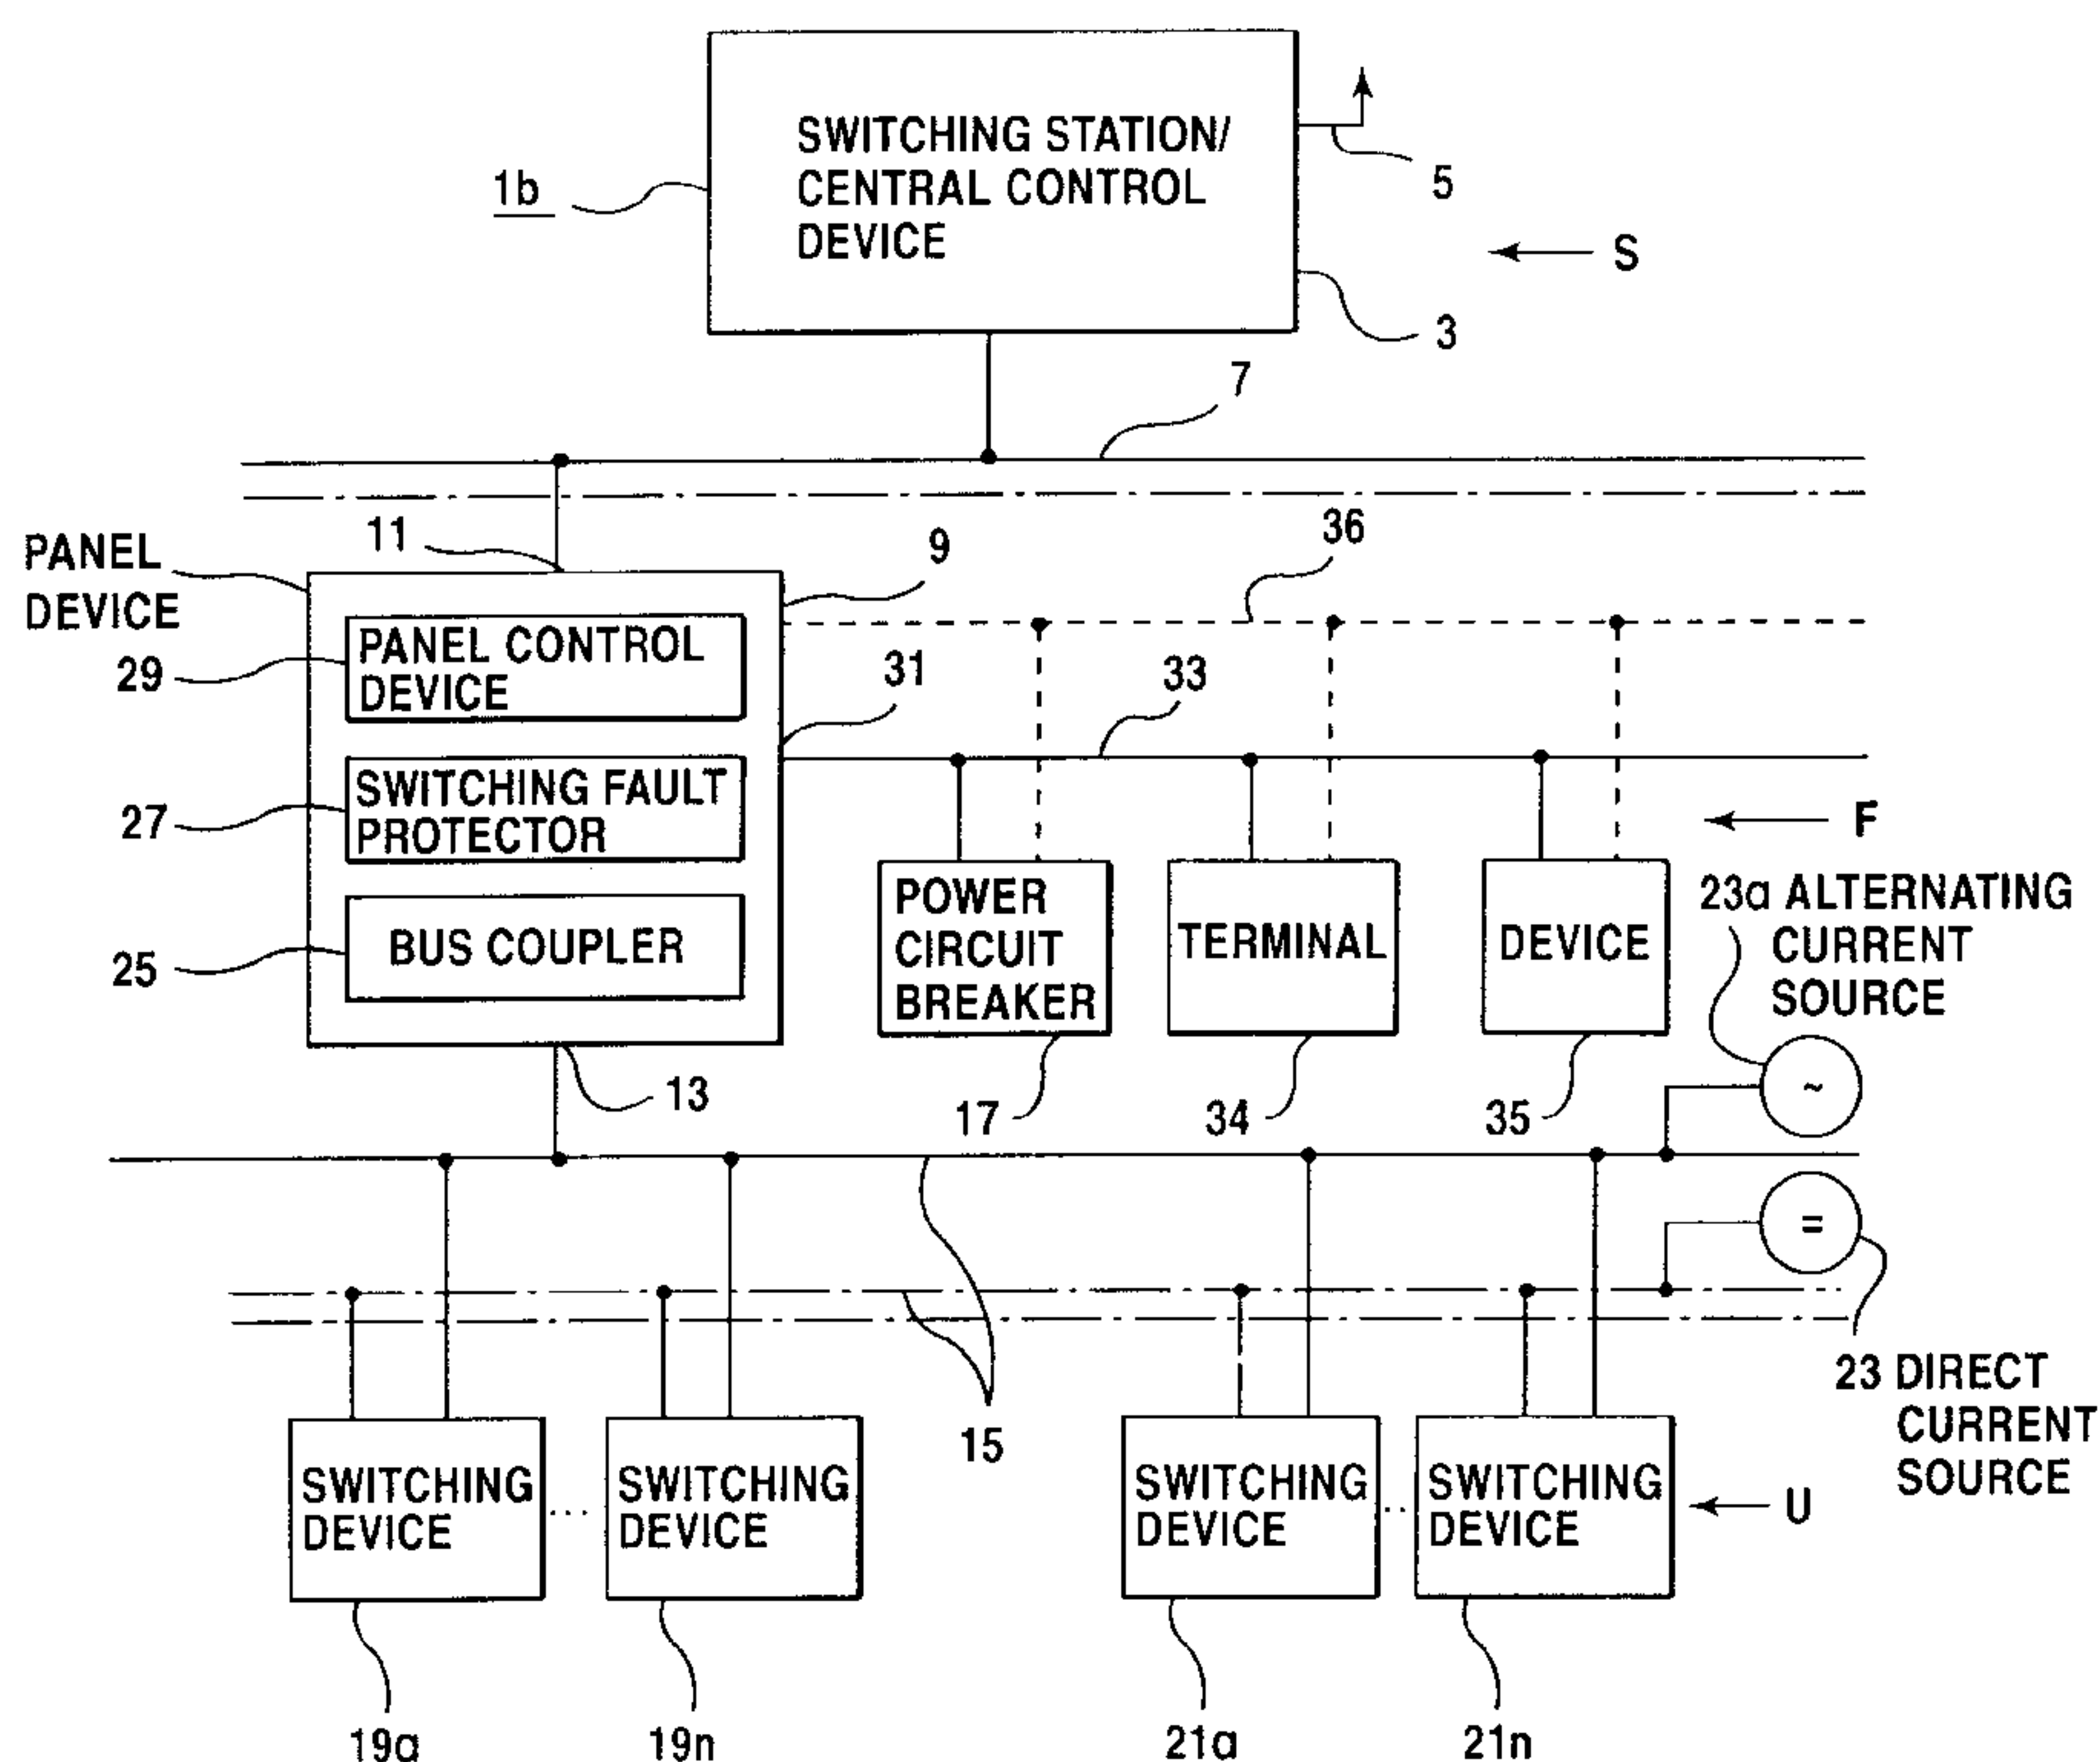 SWITCHING STATION/
CENTRAL CONTROL
DEVICE
1b
5
S
3
7
11
9
36
PANEL
DEVICE
PANEL CONTROL
DEVICE
29
31
33
SWITCHING FAULT
PROTECTOR
27
F
BUS COUPLER
25
POWER
CIRCUIT
BREAKER
TERMINAL
DEVICE
23a ALTERNATING
CURRENT
SOURCE
13
17
34
35
~
=
23 DIRECT
CURRENT
SOURCE
15
SWITCHING
DEVICE
...
SWITCHING
DEVICE
SWITCHING
DEVICE
..
SWITCHING
DEVICE
U
19a
19n
21a
21n